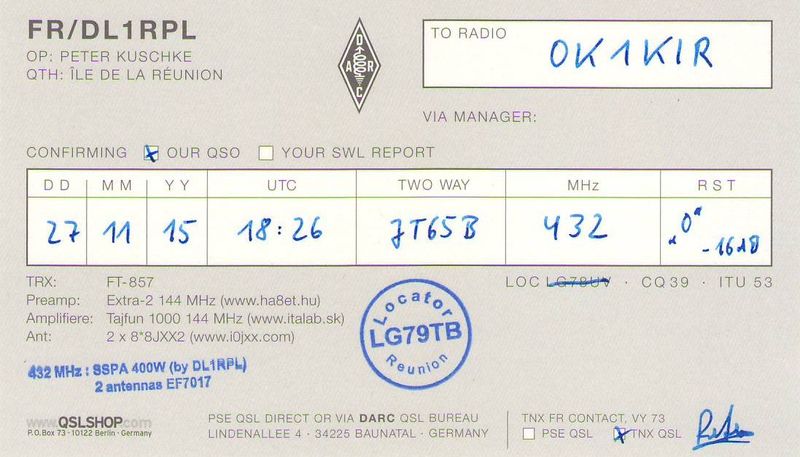 FR/DL1RPL
OP: PETER KUSCHKE
QTH: ÎLE DE LA RÉUNION
DARC
TO RADIO
OK1KIR
VIA MANAGER:
CONFIRMING OUR QSO YOUR SWL REPORT
DD MM YY UTC TWO WAY MHz RST
27 11 15 18:26 JT65B 432 "O" -16dB
TRX: FT-857
Preamp: Extra-2 144 MHz (www.ha8et.hu)
Amplifiere: Tajfun 1000 144 MHz (www.italab.sk)
Ant: 2 x 8*8JXX2 (www.i0jxx.com)
LOC LG78UV · CQ 39 · ITU 53
Locator
LG79TB
Reunion
432 MHz : SSPA 400W (by DL1RPL)
2 antennas EF7017
www.QSLSHOP.com
P.O. Box 73 · 10122 Berlin · Germany
PSE QSL DIRECT OR VIA DARC QSL BUREAU
LINDENALLEE 4 · 34225 BAUNATAL · GERMANY
TNX FR CONTACT, VY 73
PSE QSL TNX QSL